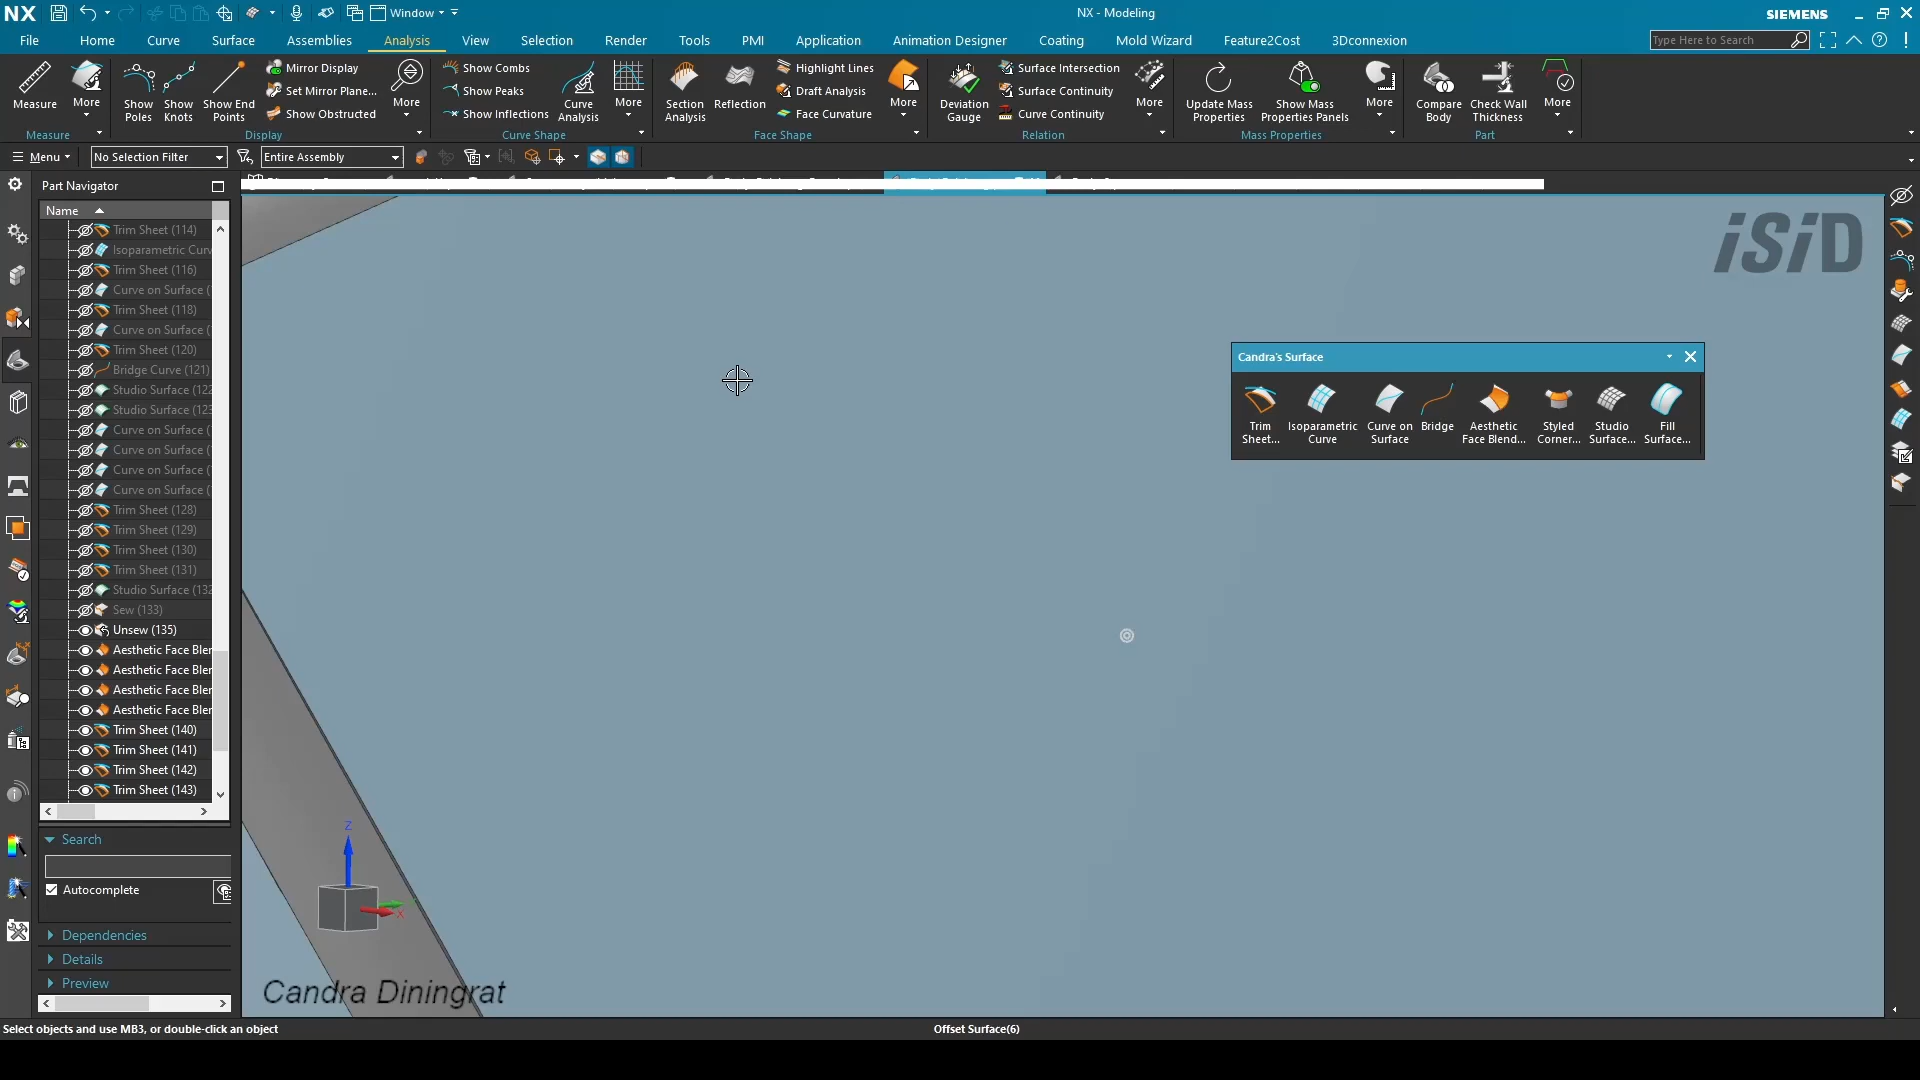 NX
Window
NX - Modeling
SIEMENS
File
Home
Curve
Surface
Assemblies
Analysis
View
Selection
Render
Tools
PMI
Application
Animation Designer
Coating
Mold Wizard
Feature2Cost
3Dconnexion
Type Here to Search
Measure
More
Measure
Show Poles
Show Knots
Show End Points
Mirror Display
Set Mirror Plane...
Show Obstructed
More
Display
Show Combs
Show Peaks
Show Inflections
Curve Analysis
More
Curve Shape
Section Analysis
Reflection
Highlight Lines
Draft Analysis
Face Curvature
More
Face Shape
Deviation Gauge
Surface Intersection
Surface Continuity
Curve Continuity
More
Relation
Update Mass Properties
Show Mass Properties Panels
More
Mass Properties
Compare Body
Check Wall Thickness
More
Part
Menu
No Selection Filter
Entire Assembly
Part Navigator
Name
Trim Sheet (114)
Isoparametric Curv
Trim Sheet (116)
Curve on Surface (
Trim Sheet (118)
Curve on Surface (
Trim Sheet (120)
Bridge Curve (121)
Studio Surface (122
Studio Surface (123
Curve on Surface (
Curve on Surface (
Curve on Surface (
Curve on Surface (
Trim Sheet (128)
Trim Sheet (129)
Trim Sheet (130)
Trim Sheet (131)
Studio Surface (132
Sew (133)
Unsew (135)
Aesthetic Face Bler
Aesthetic Face Bler
Aesthetic Face Bler
Aesthetic Face Bler
Trim Sheet (140)
Trim Sheet (141)
Trim Sheet (142)
Trim Sheet (143)
Search
Autocomplete
Dependencies
Details
Preview
iSiD
Candra's Surface
Trim Sheet...
Isoparametric Curve
Curve on Surface
Bridge
Aesthetic Face Blend...
Styled Corner...
Studio Surface...
Fill Surface...
Z
X
Candra Diningrat
Select objects and use MB3, or double-click an object
Offset Surface(6)